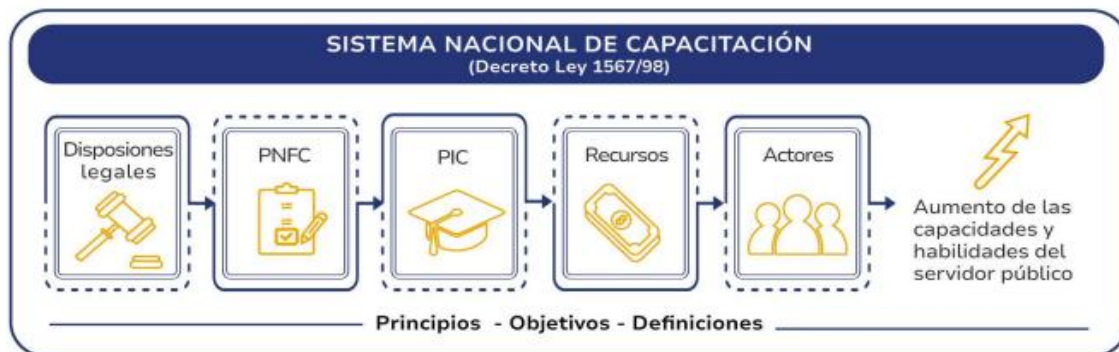 SISTEMA NACIONAL DE CAPACITACIÓN
(Decreto Ley 1567/98)
Disposiones
legales
PNFC
PIC
Recursos
Actores
Aumento de las
capacidades y
habilidades del
servidor público
Principios - Objetivos - Definiciones